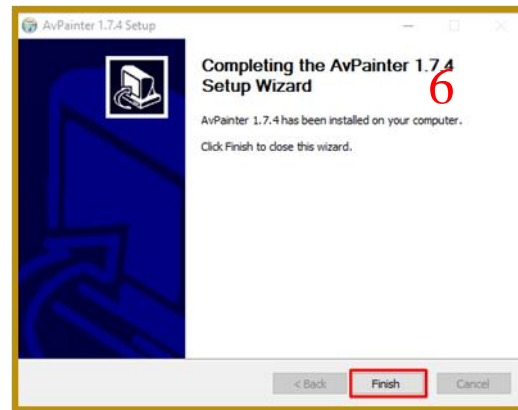 AvPainter 1.7.4 Setup
Completing the AvPainter 1.7.4
Setup Wizard
6
AvPainter 1.7.4 has been installed on your computer.
Click Finish to close this wizard.
< Back
Finish
Cancel